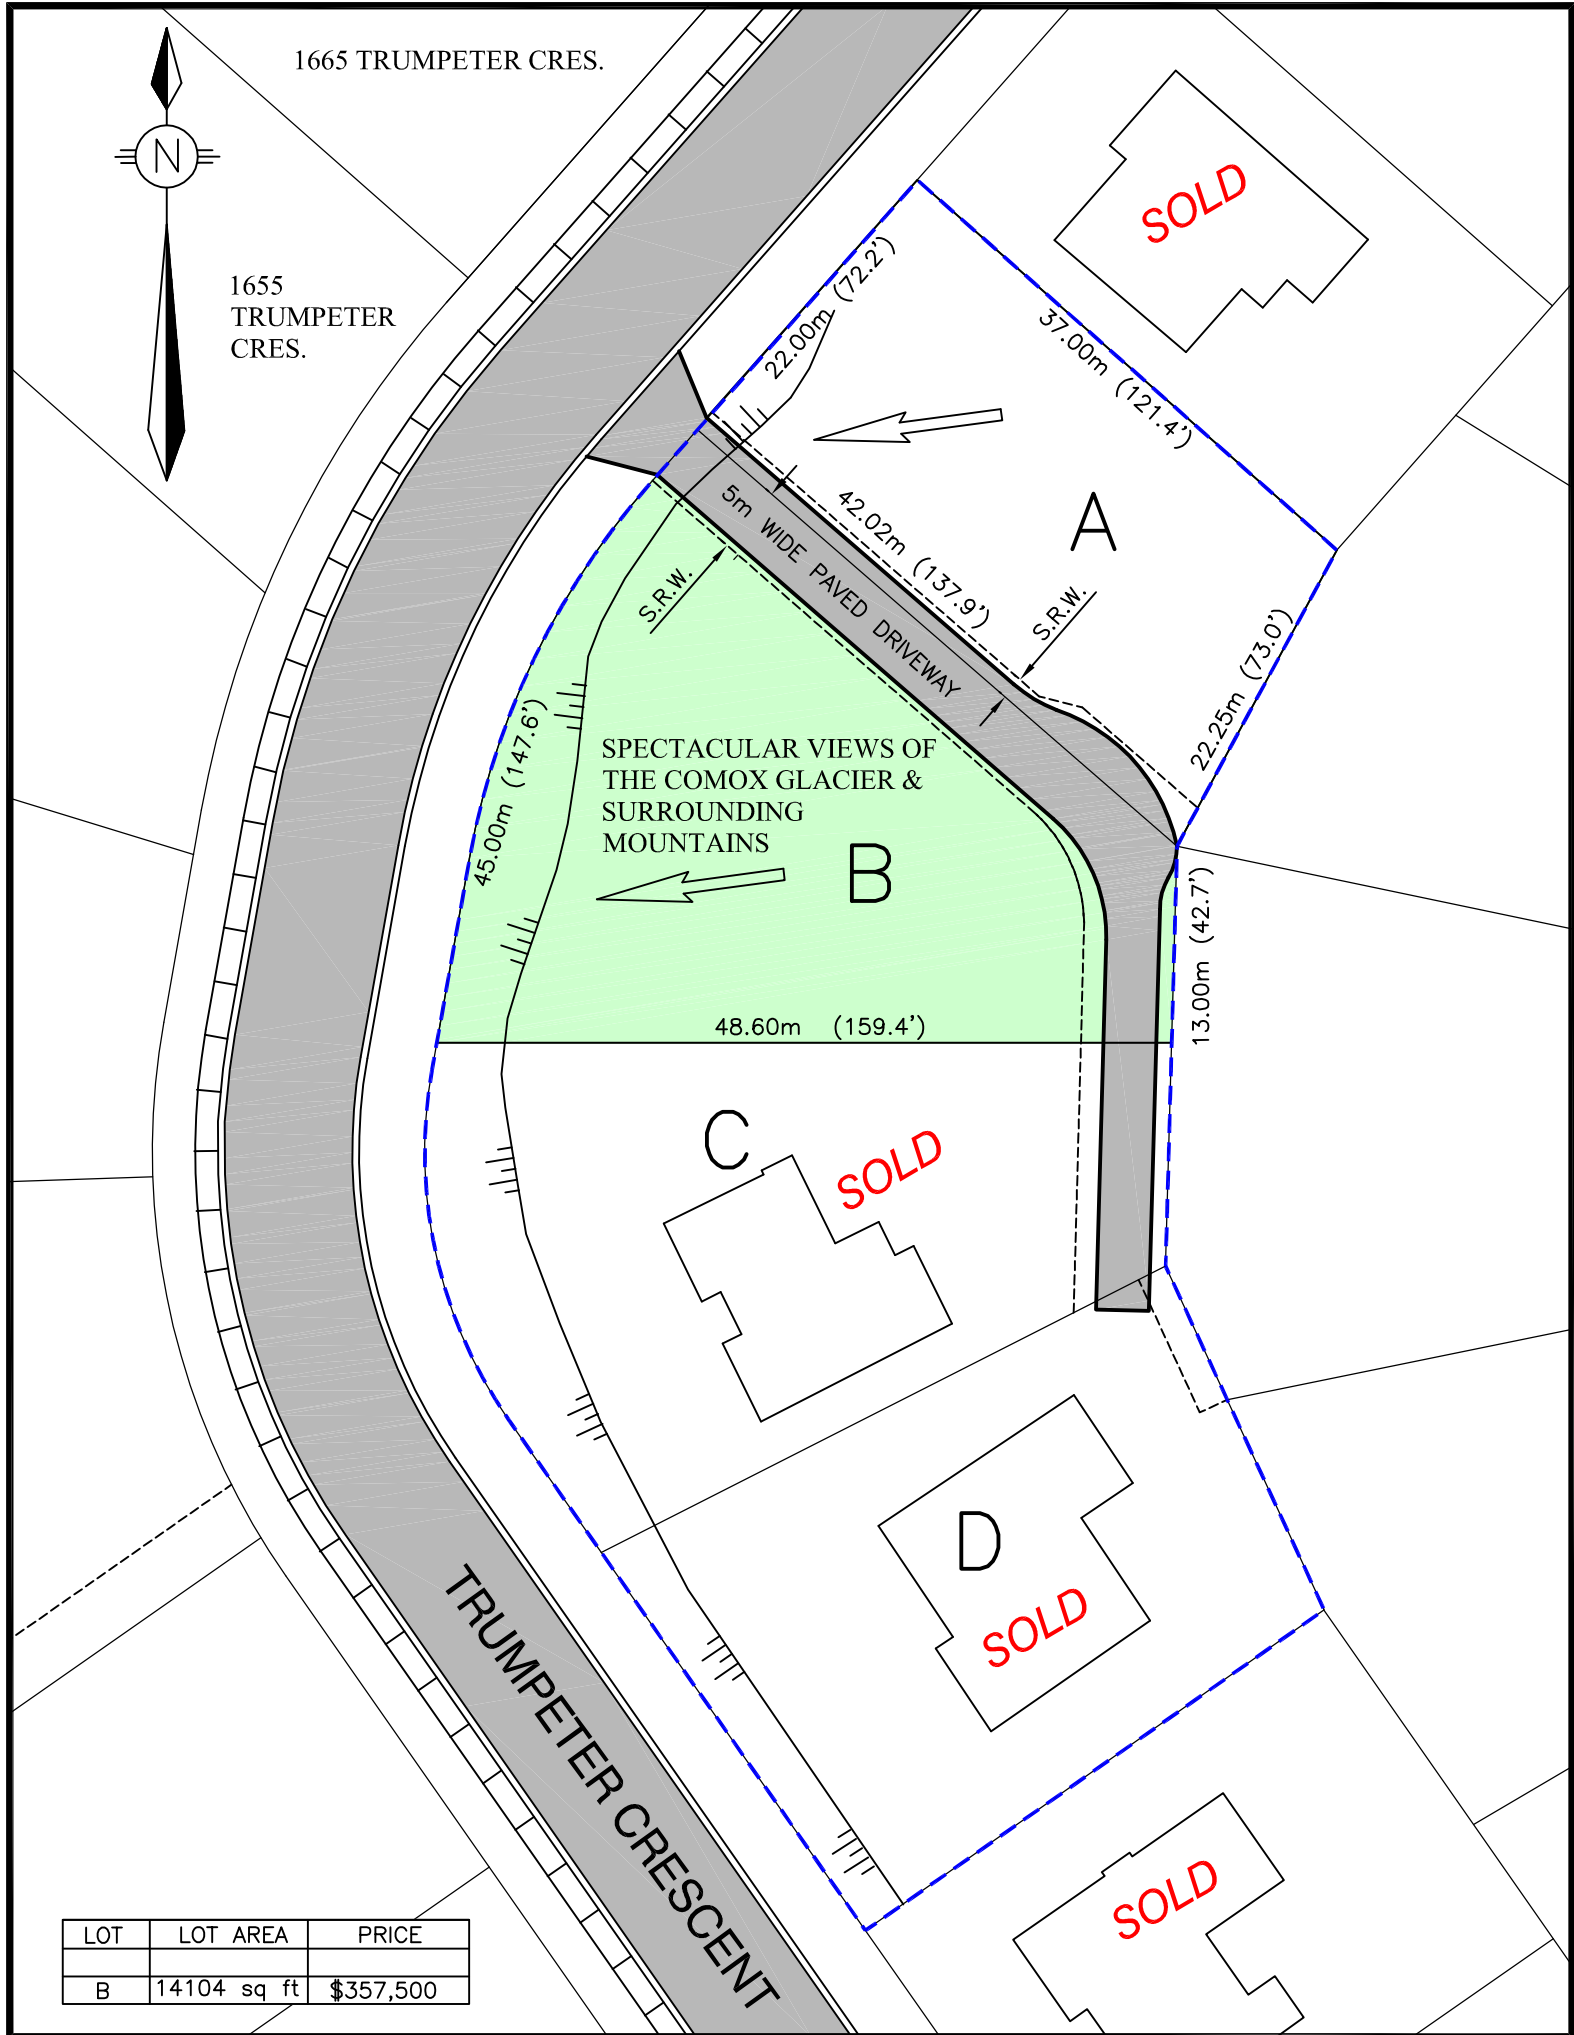 1665 TRUMPETER CRES.
N
1655
TRUMPETER
CRES.
SOLD
22.00m (72.2')
37.00m (121.4')
A
42.02m (137.9')
5m WIDE PAVED DRIVEWAY
S.R.W.
S.R.W.
22.25m (73.0')
45.00m (147.6')
SPECTACULAR VIEWS OF
THE COMOX GLACIER &
SURROUNDING
MOUNTAINS
B
13.00m (42.7')
48.60m (159.4')
C
SOLD
D
SOLD
TRUMPETER CRESCENT
SOLD
LOT LOT AREA PRICE
B 14104 sq ft $357,500